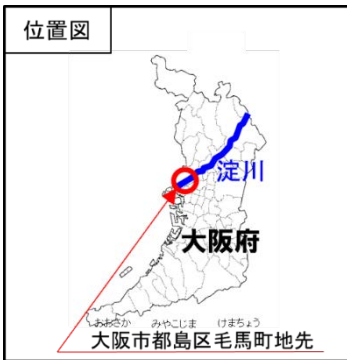 位置図
淀川
大阪府
おおさか みやこじま けまちょう
大阪市都島区毛馬町地先